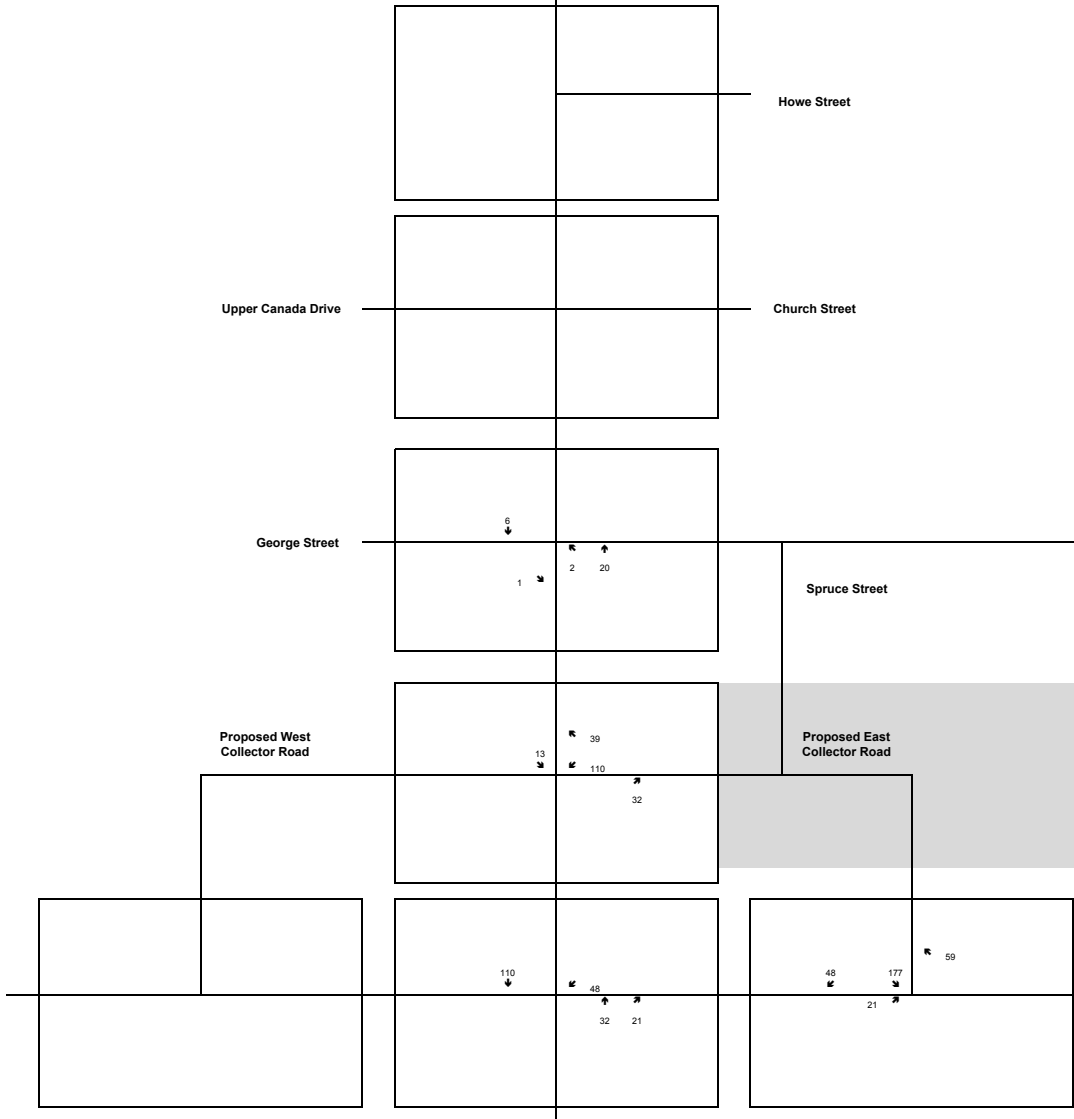 Howe Street
Upper Canada Drive
Church Street
6
George Street
2 20
1
Spruce Street
Proposed West
Collector Road
Proposed East
Collector Road
39
13
110
32
59
110
48
48 177
21
32 21